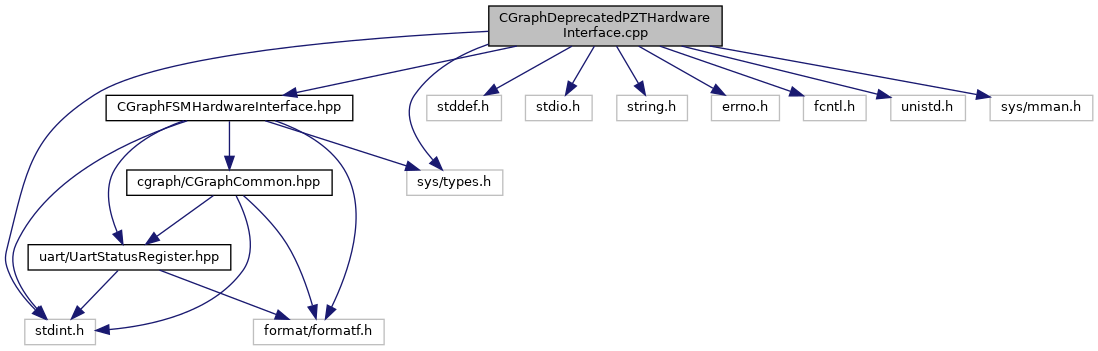 CGraphDeprecatedPZTHardware
Interface.cpp
CGraphFSMHardwareInterface.hpp
stddef.h
stdio.h
string.h
errno.h
fcntl.h
unistd.h
sys/mman.h
cgraph/CGraphCommon.hpp
sys/types.h
uart/UartStatusRegister.hpp
stdint.h
format/formatf.h